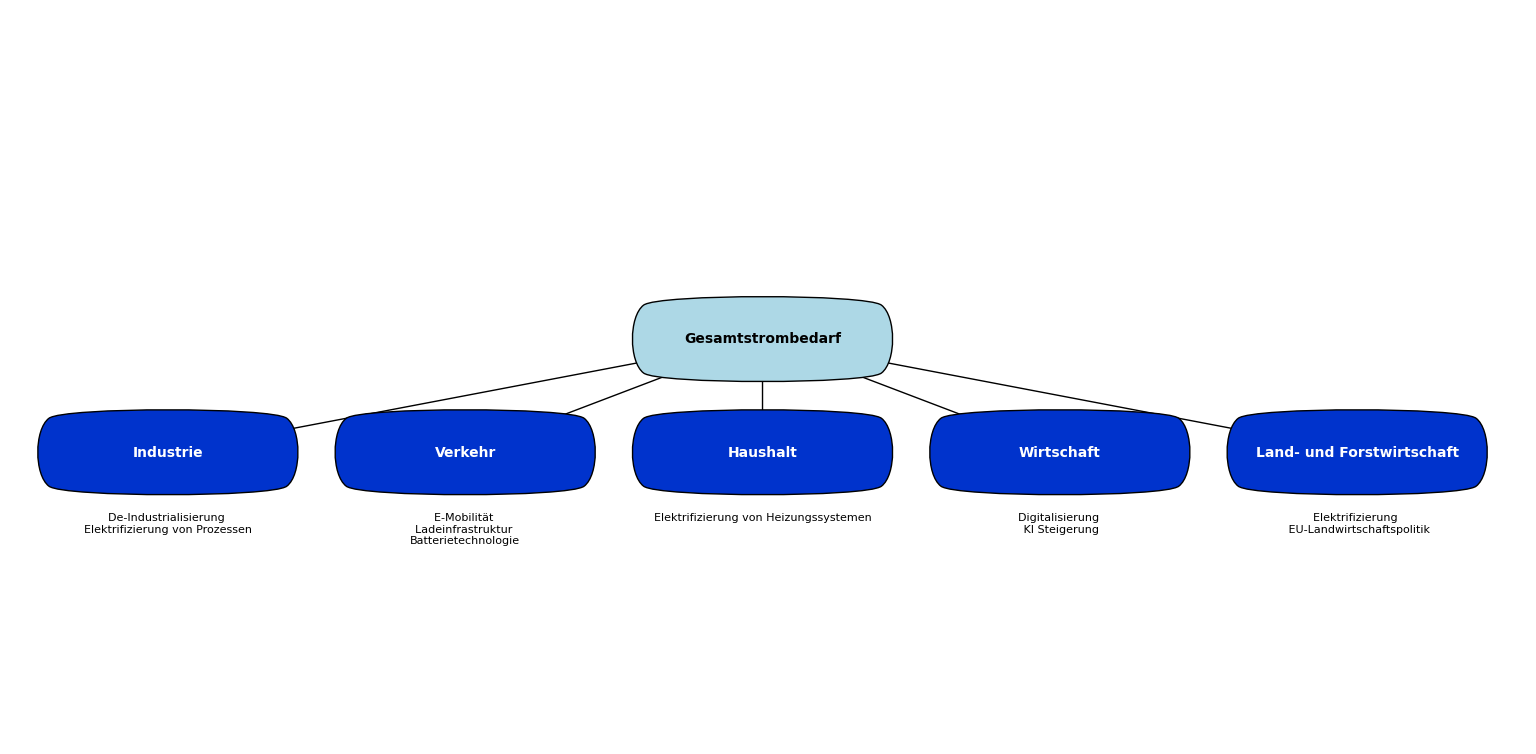 Gesamtstrombedarf
Industrie
Verkehr
Haushalt
Wirtschaft
Land- und Forstwirtschaft
De-Industrialisierung
Elektrifizierung von Prozessen
E-Mobilität
Ladeinfrastruktur
Batterietechnologie
Elektrifizierung von Heizungssystemen
Digitalisierung
KI Steigerung
Elektrifizierung
EU-Landwirtschaftspolitik